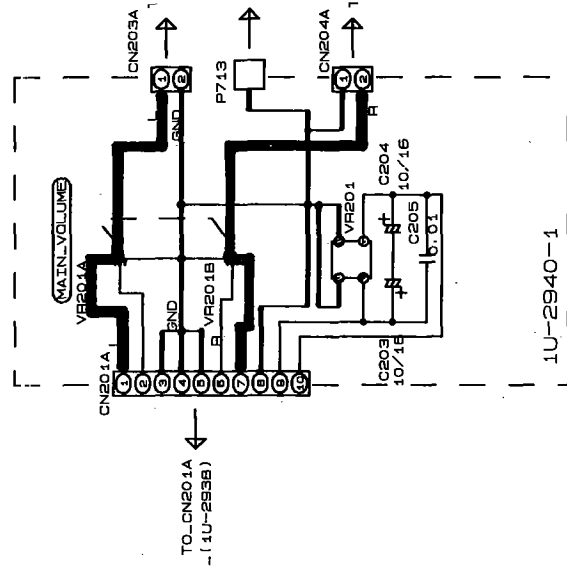 CN203A
1
2
L
GND
P713
CN204A
1
2
R
MAIN_VOLUME
VR201A
VR201B
VR201
C204
10/16
C205
0.01
C203
10/16
CN201A
L
GND
R
1
2
3
4
5
6
7
8
9
10
TO_CN201A
(1U-2938)
1U-2940-1